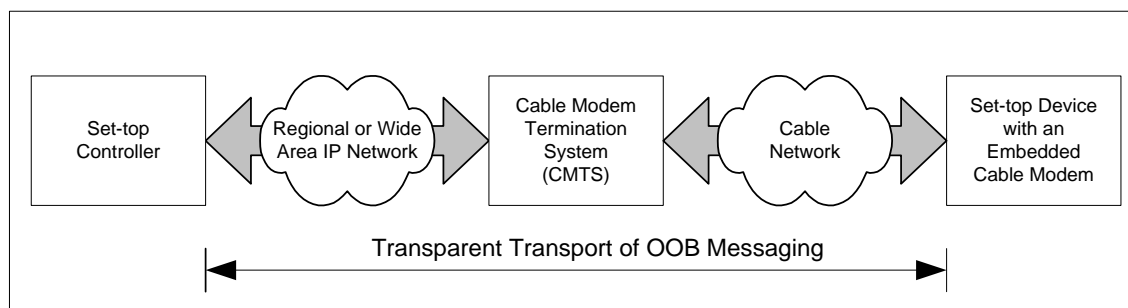 Set-top
Controller
Regional or Wide
Area IP Network
Cable Modem
Termination
System
(CMTS)
Cable
Network
Set-top Device
with an
Embedded
Cable Modem
Transparent Transport of OOB Messaging